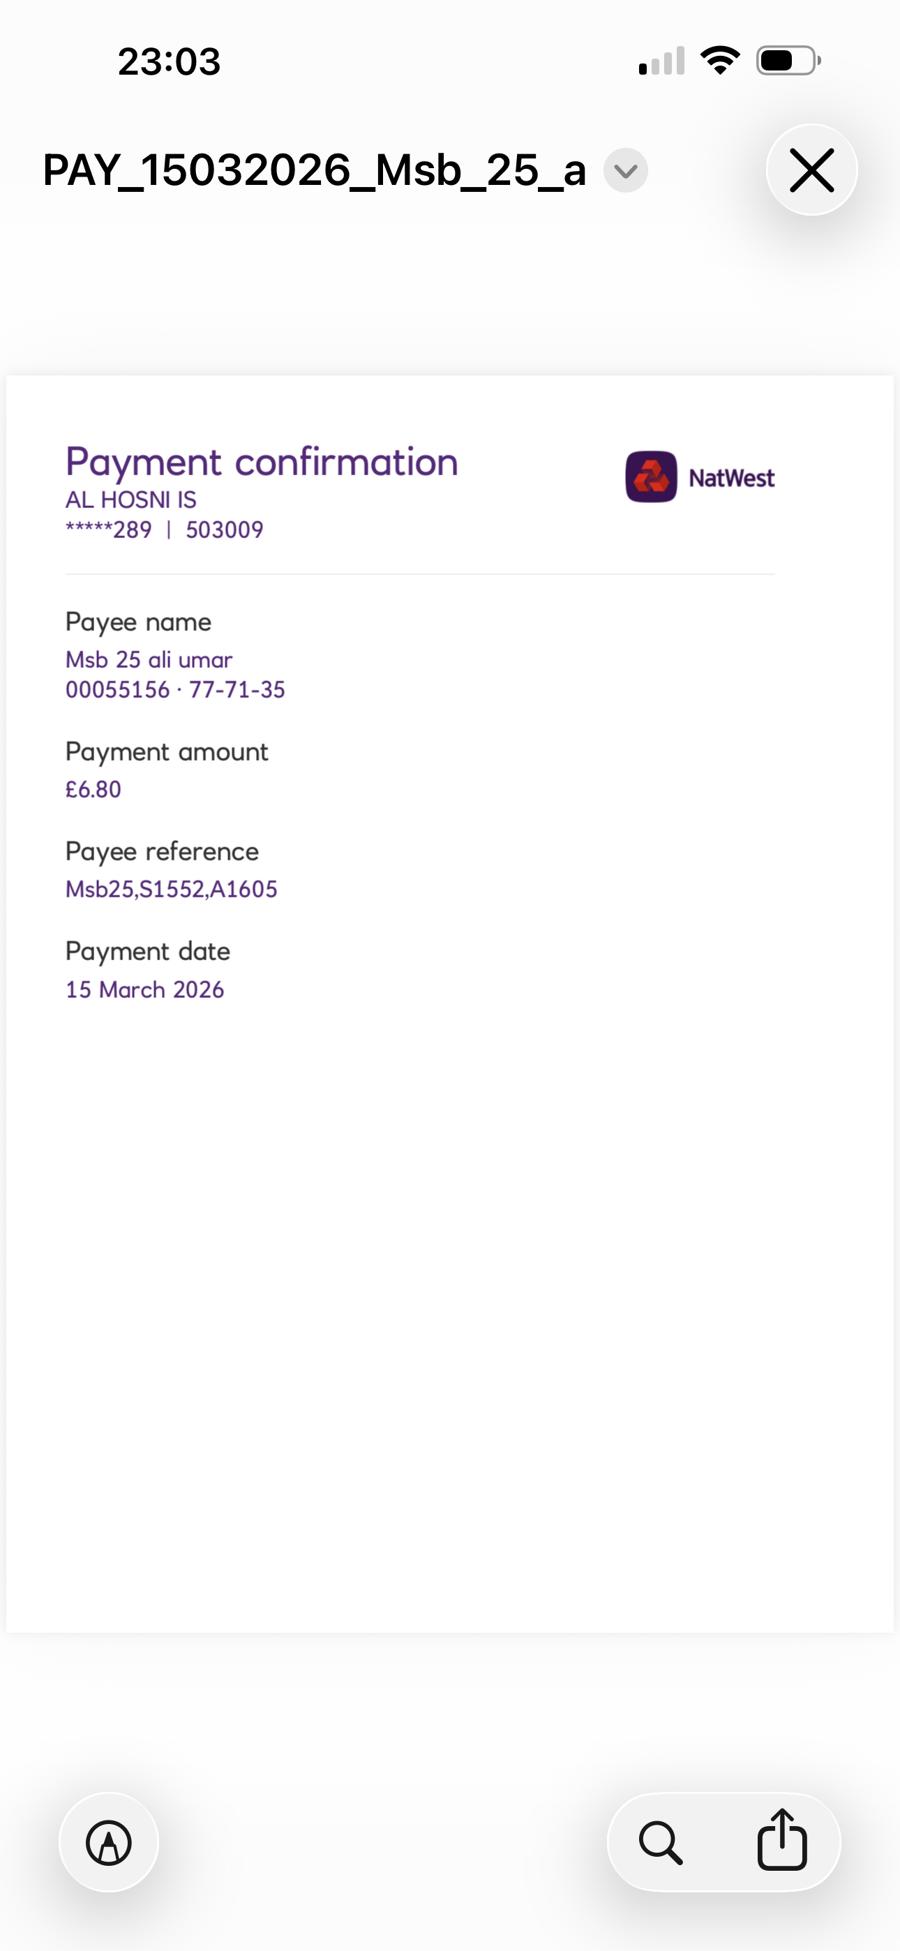 23:03
PAY_15032026_Msb_25_a
Payment confirmation
NatWest
AL HOSNI IS
*****289 | 503009
Payee name
Msb 25 ali umar
00055156 · 77-71-35
Payment amount
£6.80
Payee reference
Msb25,S1552,A1605
Payment date
15 March 2026